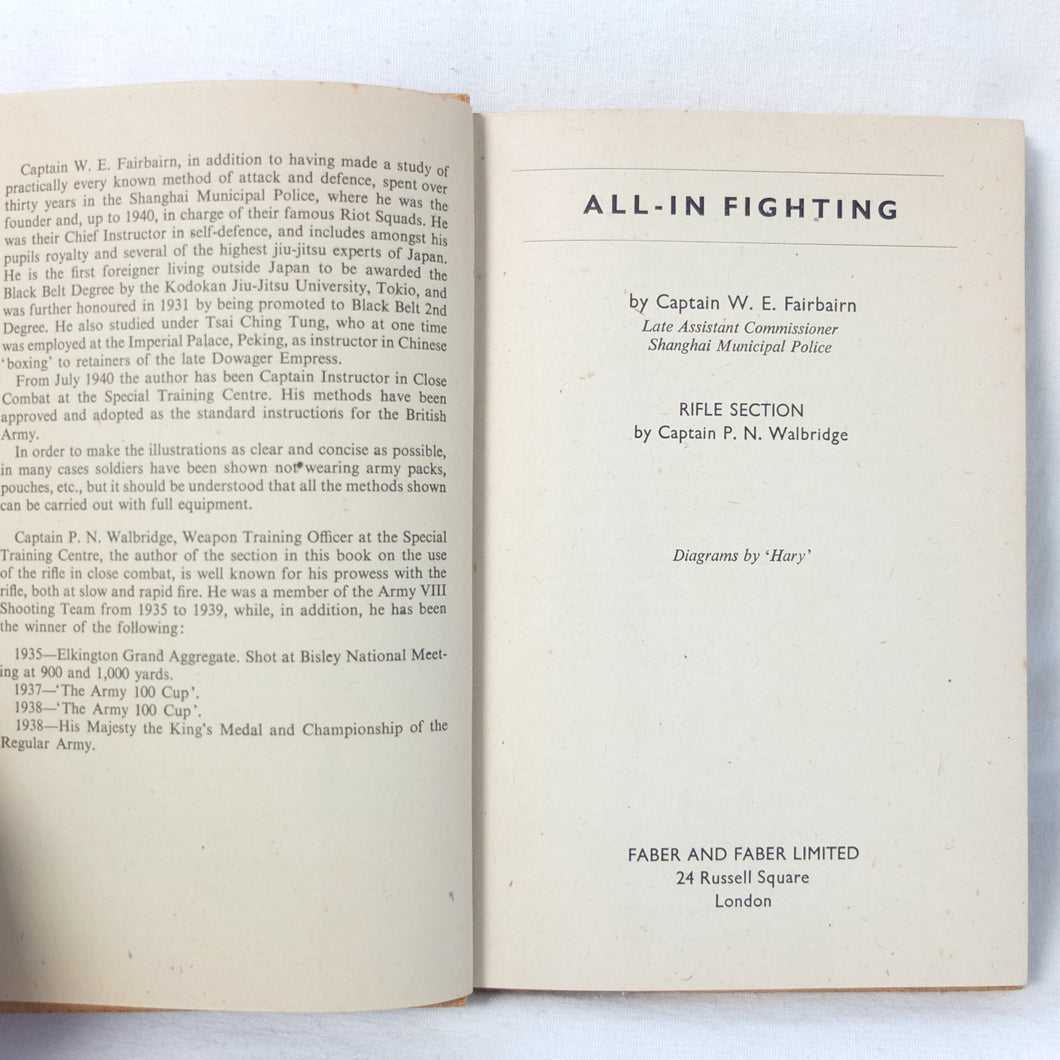 Captain W. E. Fairbairn, in addition to having made a study of
practically every known method of attack and defence, spent over
thirty years in the Shanghai Municipal Police, where he was the
founder and, up to 1940, in charge of their famous Riot Squads. He
was their Chief Instructor in self-defence, and includes amongst his
pupils royalty and several of the highest jiu-jitsu experts of Japan.
He is the first foreigner living outside Japan to be awarded the
Black Belt Degree by the Kodokan Jiu-Jitsu University, Tokio, and
was further honoured in 1931 by being promoted to Black Belt 2nd
Degree. He also studied under Tsai Ching Tung, who at one time
was employed at the Imperial Palace, Peking, as instructor in Chinese
‘boxing’ to retainers of the late Dowager Empress.
From July 1940 the author has been Captain Instructor in Close
Combat at the Special Training Centre. His methods have been
approved and adopted as the standard instructions for the British
Army.
In order to make the illustrations as clear and concise as possible,
in many cases soldiers have been shown not wearing army packs,
pouches, etc., but it should be understood that all the methods shown
can be carried out with full equipment.
Captain P. N. Walbridge, Weapon Training Officer at the Special
Training Centre, the author of the section in this book on the use
of the rifle in close combat, is well known for his prowess with the
rifle, both at slow and rapid fire. He was a member of the Army VIII
Shooting Team from 1935 to 1939, while, in addition, he has been
the winner of the following:
1935—Elkington Grand Aggregate. Shot at Bisley National Meet-
ing at 900 and 1,000 yards.
1937—‘The Army 100 Cup’.
1938—‘The Army 100 Cup’.
1938—His Majesty the King’s Medal and Championship of the
Regular Army.
ALL-IN FIGHTING
by Captain W. E. Fairbairn
Late Assistant Commissioner
Shanghai Municipal Police
RIFLE SECTION
by Captain P. N. Walbridge
Diagrams by ‘Hary’
FABER AND FABER LIMITED
24 Russell Square
London